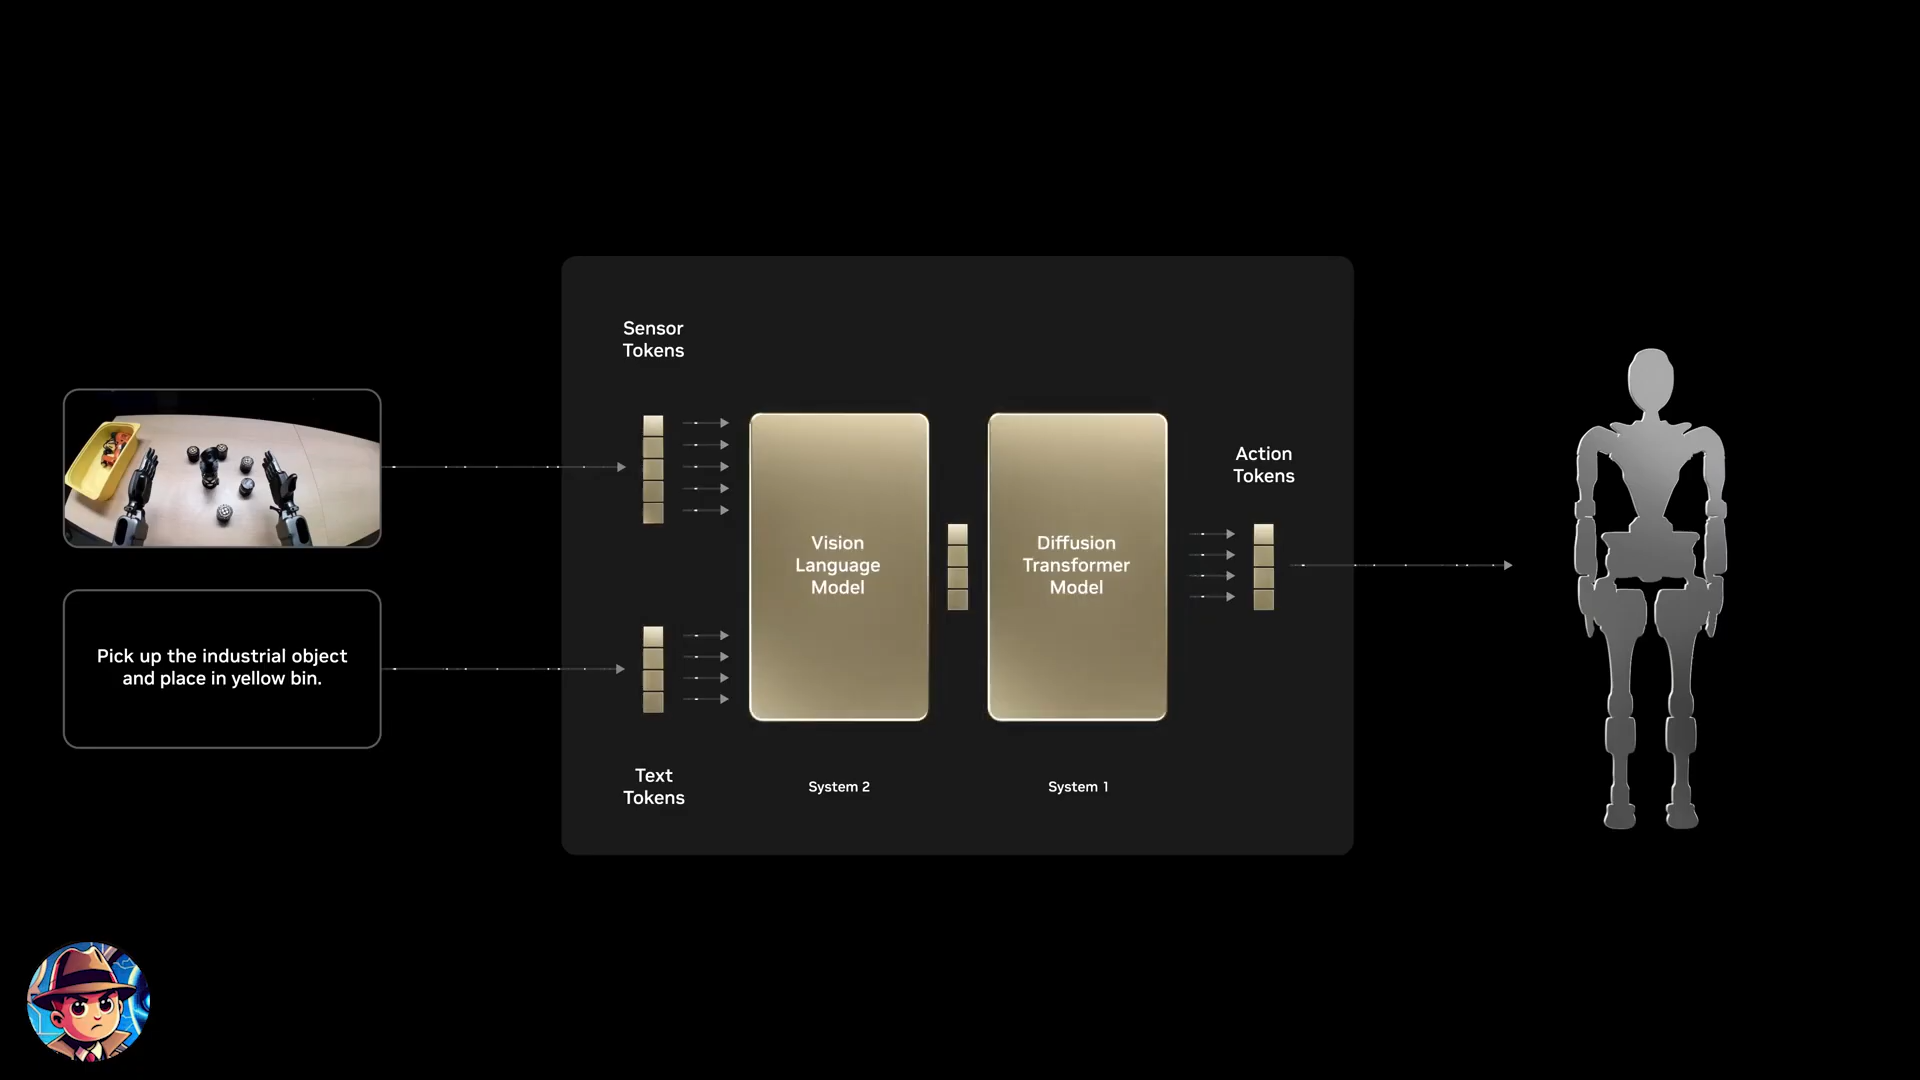 Sensor
Tokens
Pick up the industrial object
and place in yellow bin.
Text
Tokens
Vision
Language
Model
System 2
Diffusion
Transformer
Model
System 1
Action
Tokens